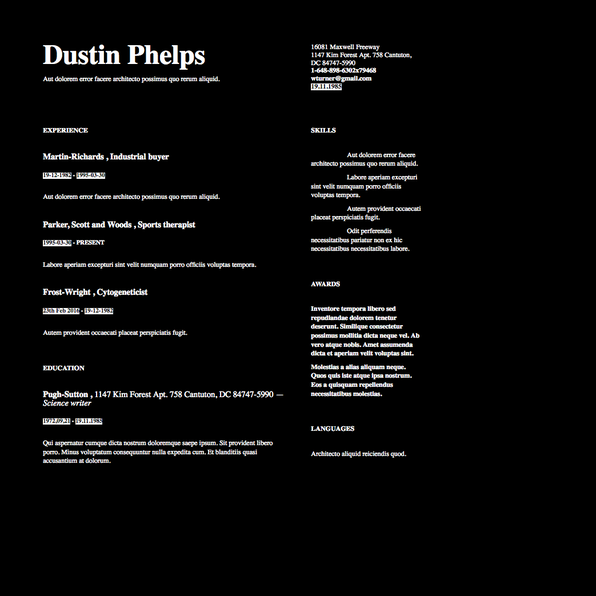 Dustin Phelps
Aut dolorem error facere architecto possimus quo rerum aliquid.
16081 Maxwell Freeway
1147 Kim Forest Apt. 758 Cantuton,
DC 84747-5990
1-648-898-6302x79468
wturner@gmail.com
19.11.1985
EXPERIENCE
Martin-Richards , Industrial buyer
19-12-1982 - 1995-03-30
Aut dolorem error facere architecto possimus quo rerum aliquid.
Parker, Scott and Woods , Sports therapist
1995-03-30 - PRESENT
Labore aperiam excepturi sint velit numquam porro officiis voluptas tempora.
Frost-Wright , Cytogeneticist
28th Feb 2016 - 19-12-1982
Autem provident occaecati placeat perspiciatis fugit.
EDUCATION
Pugh-Sutton , 1147 Kim Forest Apt. 758 Cantuton, DC 84747-5990 —
Science writer
1972.09.21 - 19.11.1985
Qui aspernatur cumque dicta nostrum doloremque saepe ipsum. Sit provident libero
porro. Minus voluptatum consequuntur nulla expedita cum. Et blanditiis quasi
accusantium at dolorum.
SKILLS
Aut dolorem error facere
architecto possimus quo rerum aliquid.
Labore aperiam excepturi
sint velit numquam porro officiis
voluptas tempora.
Autem provident occaecati
placeat perspiciatis fugit.
Odit perferendis
necessitatibus pariatur non ex hic
necessitatibus necessitatibus labore.
AWARDS
Inventore tempora libero sed
repudiandae dolorem tenetur
deserunt. Similique consectetur
possimus mollitia dicta neque vel. Ab
vero atque nobis. Amet assumenda
dicta et aperiam velit voluptas sint.
Molestias a alias aliquam neque.
Quos quis iste atque ipsa nostrum.
Eos a quisquam repellendus
necessitatibus molestias.
LANGUAGES
Architecto aliquid reiciendis quod.